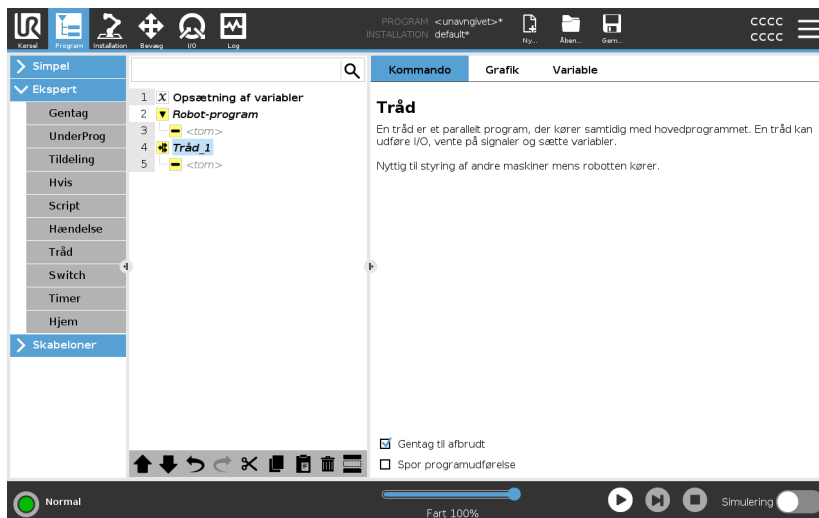 UR
Kørsel
Program
Installation
Bevæg
I/O
Log
PROGRAM <unavngivet>*
INSTALLATION default*
Ny...
Åben...
Gem...
cccc
cccc
Simpel
Ekspert
Gentag
UnderProg
Tildeling
Hvis
Script
Hændelse
Tråd
Switch
Timer
Hjem
Skabeloner
1 X Opsætning af variabler
2 Robot-program
3 <tom>
4 Tråd_1
5 <tom>
Kommando
Grafik
Variable
Tråd
En tråd er et parallelt program, der kører samtidig med hovedprogrammet. En tråd kan
udføre I/O, vente på signaler og sætte variabler.
Nyttig til styring af andre maskiner mens robotten kører.
Gentag til afbrudt
Spor programudførelse
Normal
Fart 100%
Simulering